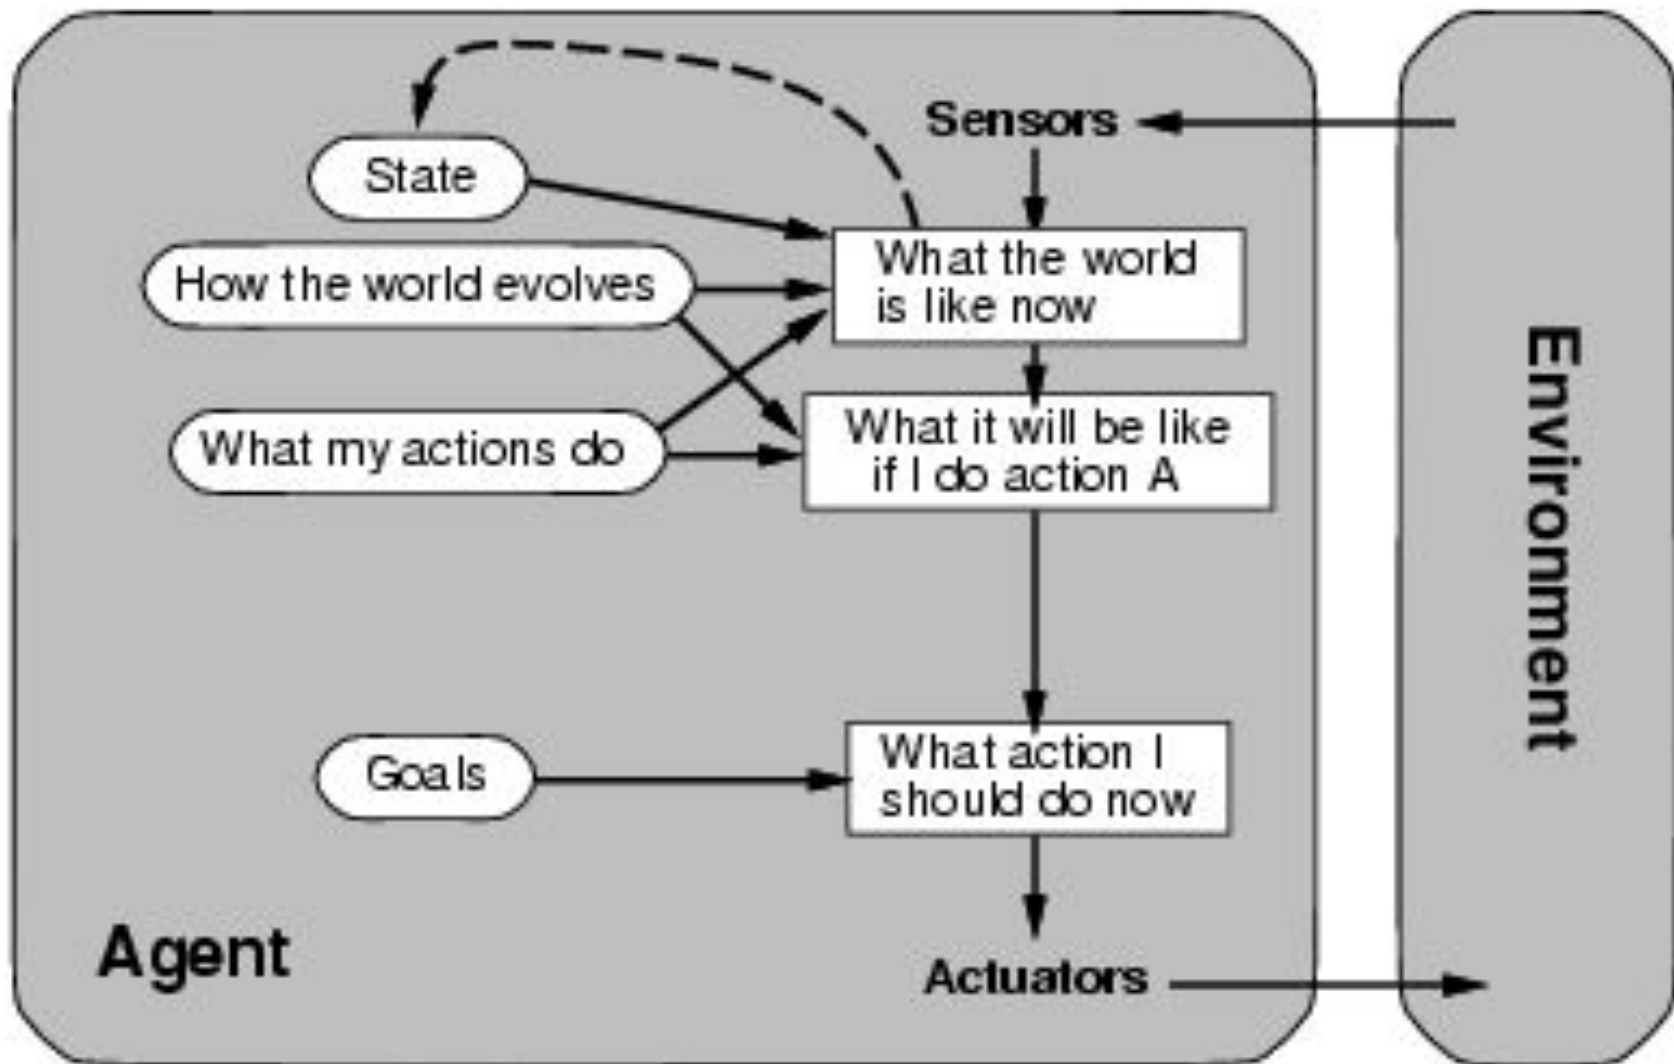 Sensors
State
What the world
is like now
How the world evolves
What my actions do
What it will be like
if I do action A
Goals
What action I
should do now
Agent
Actuators
Environment